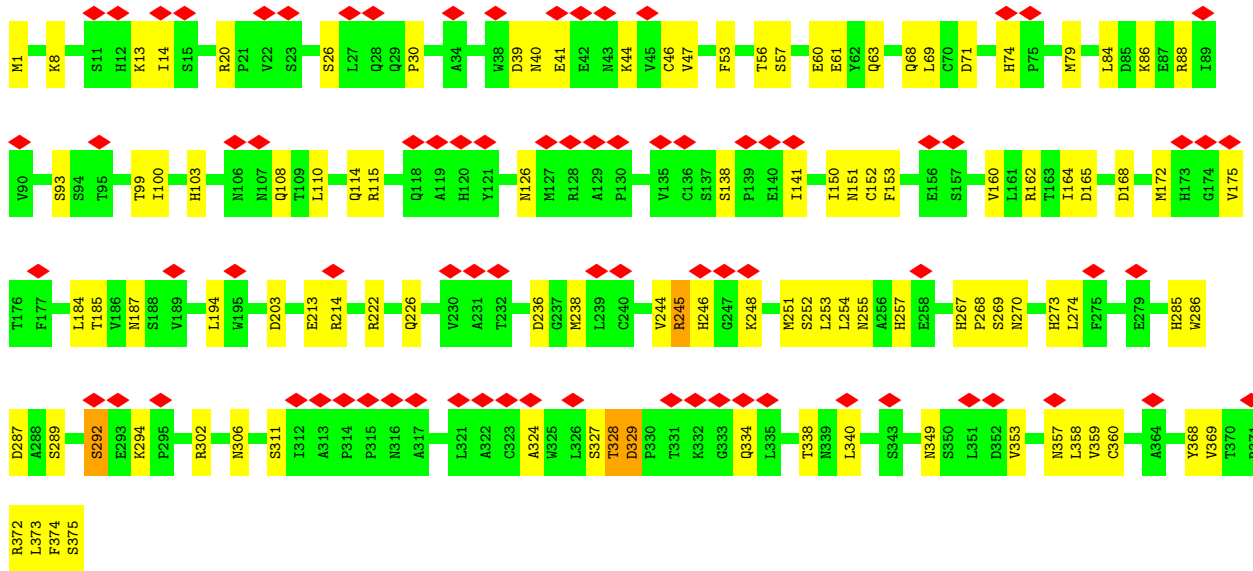 M1 K8 S11 H12 K13 I14 S15 R20 P21 V22 S23 S26 L27 Q28 Q29 P30 A34 W38 D39 N40 E41 E42 N43 K44 V45 C46 V47 F53 T56 S57 E60 E61 Y62 Q63 Q68 L69 C70 D71 H74 P75 M79 L84 D85 K86 E87 R88 I89
V90 S93 S94 T95 T99 I100 H103 N106 N107 Q108 T109 L110 Q114 R115 Q118 A119 H120 Y121 N126 M127 R128 A129 P130 V135 C136 S137 S138 P139 E140 I141 I150 N151 C152 F153 E156 S157 V160 L161 R162 T163 I164 D165 D168 M172 H173 G174 V175
T176 F177 L184 T185 V186 N187 S188 V189 L194 W195 D203 E213 R214 R222 Q226 V230 A231 T232 D236 G237 M238 L239 C240 V244 R245 H246 G247 K248 M251 S252 L253 L254 N255 A256 H257 E258 H267 P268 S269 N270 H273 L274 F275 E279 H285 W286
D287 A288 S289 S292 E293 K294 P295 R302 N306 S311 I312 A313 P314 P315 N316 A317 L321 A322 C323 A324 W325 L326 S327 T328 D329 P330 T331 K332 G333 Q334 L335 T338 N339 L340 S343 N349 S350 L351 D352 V353 N357 L358 V359 C360 A364 Y368 V369 T370
R372 L373 F374 S375